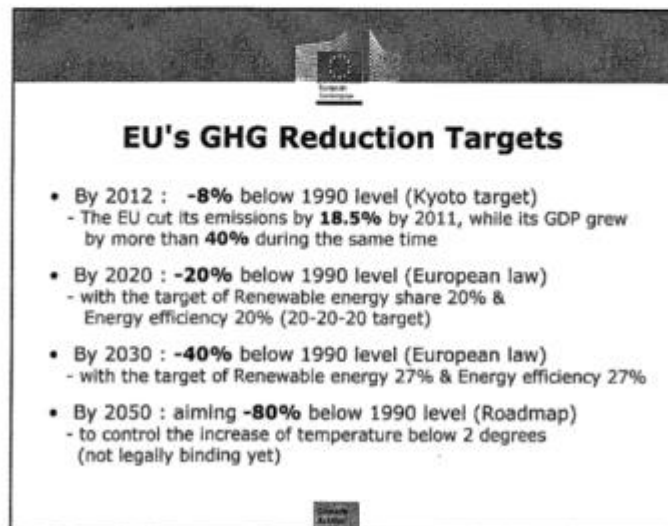 European
Commission
EU's GHG Reduction Targets
• By 2012 : -8% below 1990 level (Kyoto target)
- The EU cut its emissions by 18.5% by 2011, while its GDP grew
by more than 40% during the same time
• By 2020 : -20% below 1990 level (European law)
- with the target of Renewable energy share 20% &
Energy efficiency 20% (20-20-20 target)
• By 2030 : -40% below 1990 level (European law)
- with the target of Renewable energy 27% & Energy efficiency 27%
• By 2050 : aiming -80% below 1990 level (Roadmap)
- to control the increase of temperature below 2 degrees
(not legally binding yet)